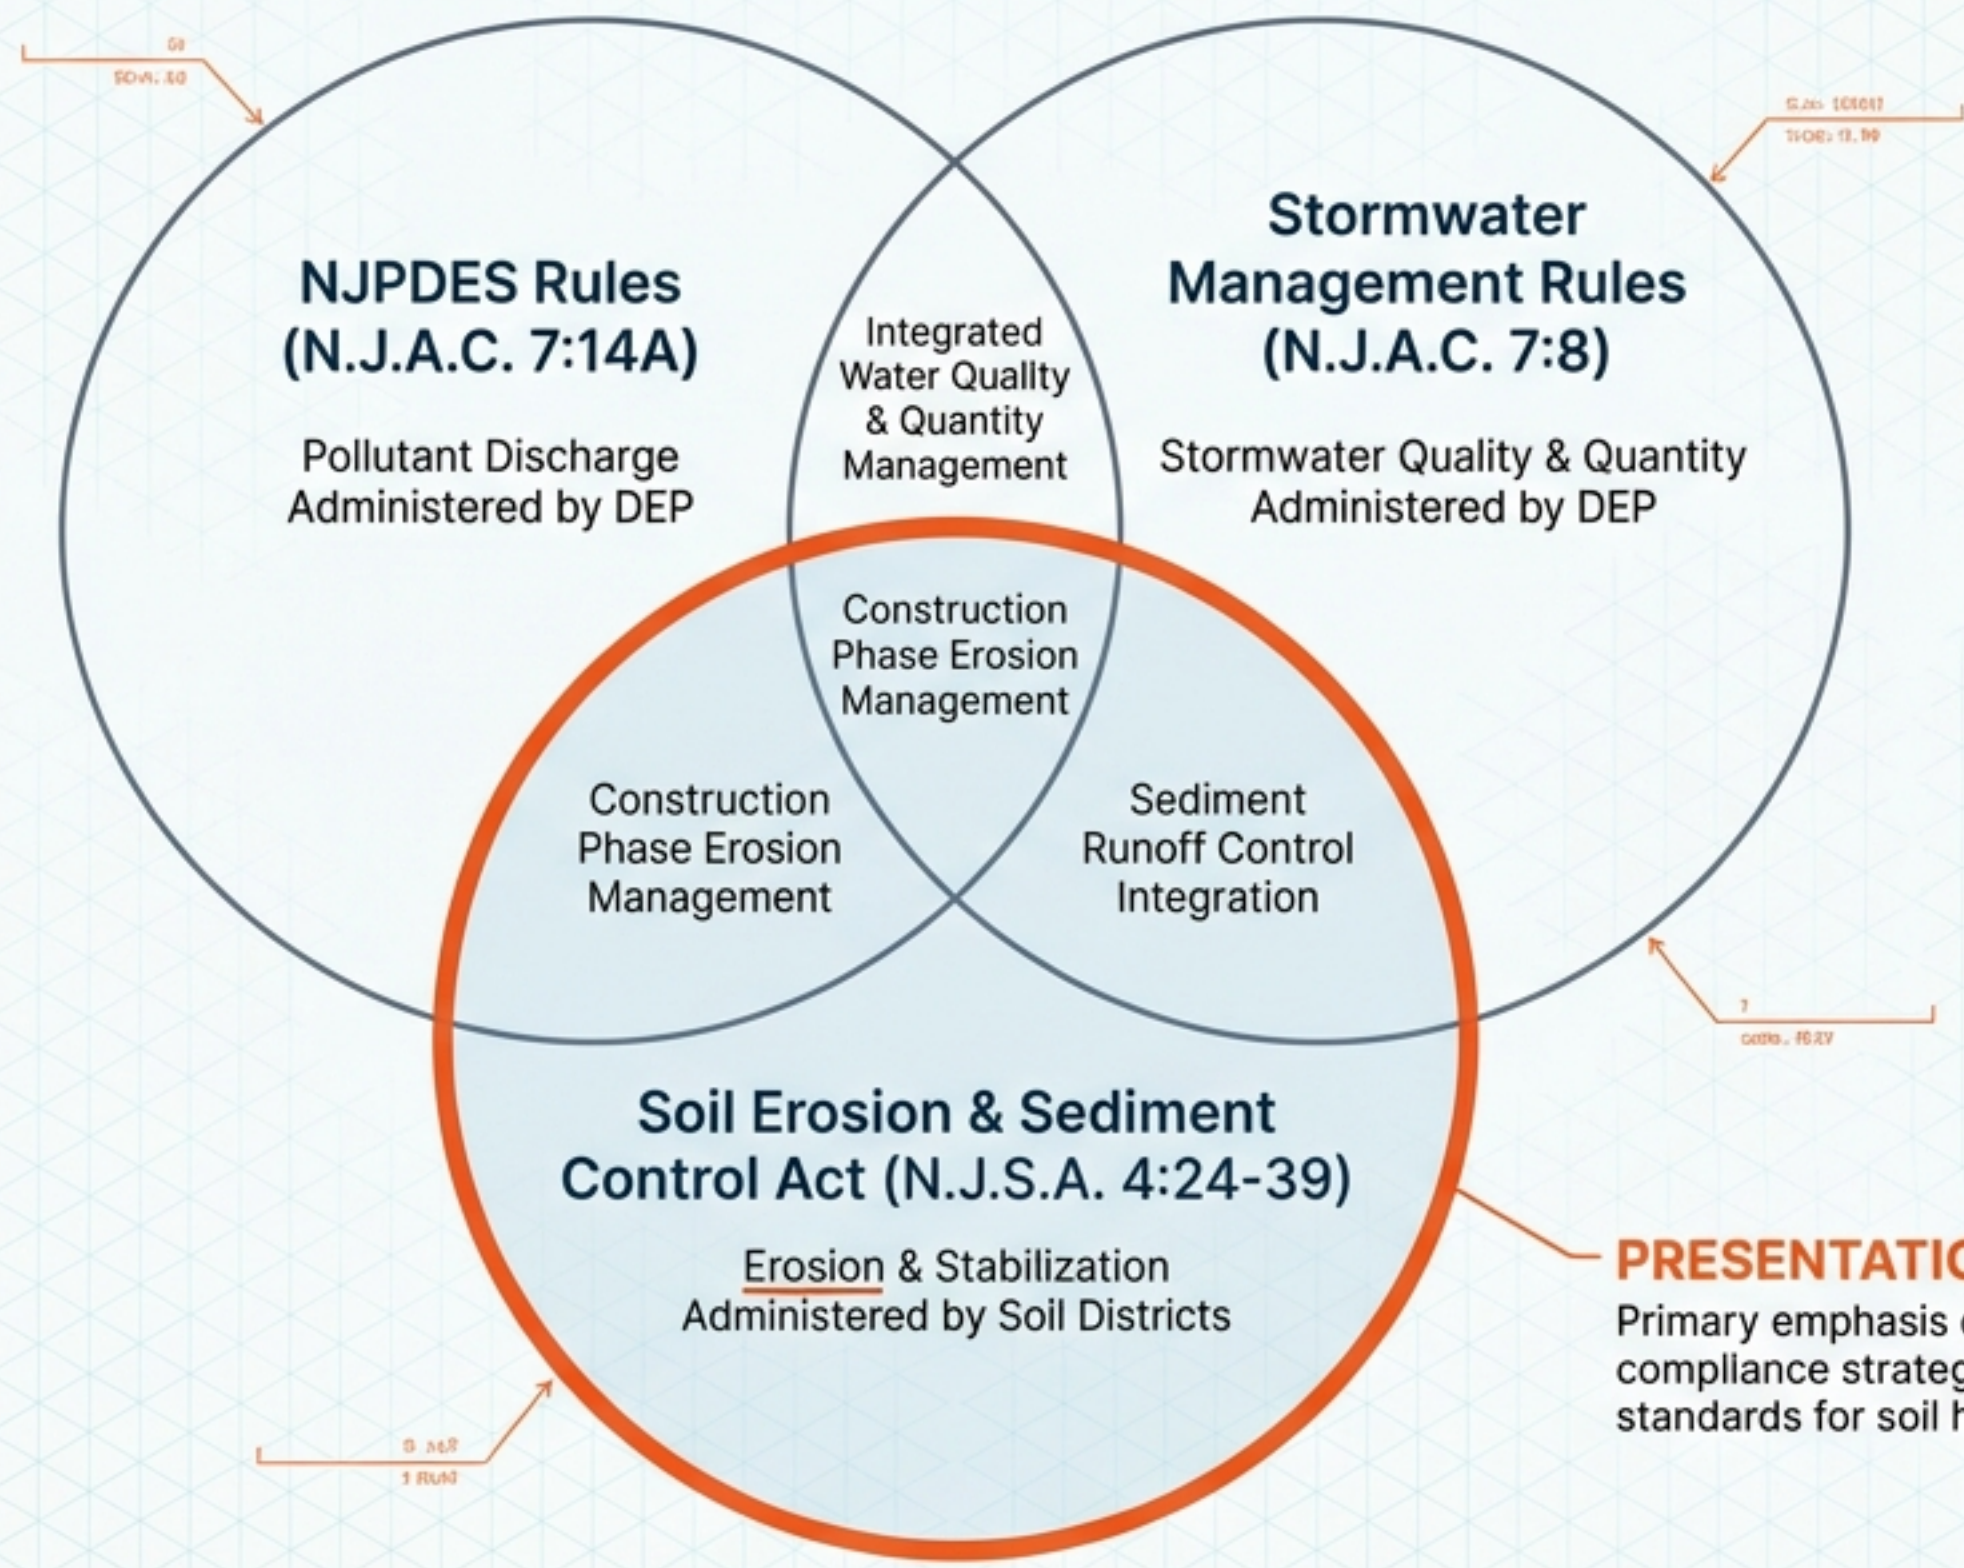 NJPDES Rules
(N.J.A.C. 7:14A)
Pollutant Discharge
Administered by DEP
Integrated
Water Quality
& Quantity
Management
Stormwater
Management Rules
(N.J.A.C. 7:8)
Stormwater Quality & Quantity
Administered by DEP
Construction
Phase Erosion
Management
Construction
Phase Erosion
Management
Sediment
Runoff Control
Integration
Soil Erosion & Sediment
Control Act (N.J.S.A. 4:24-39)
Erosion & Stabilization
Administered by Soil Districts
Primary emphasis
compliance
standards for soil